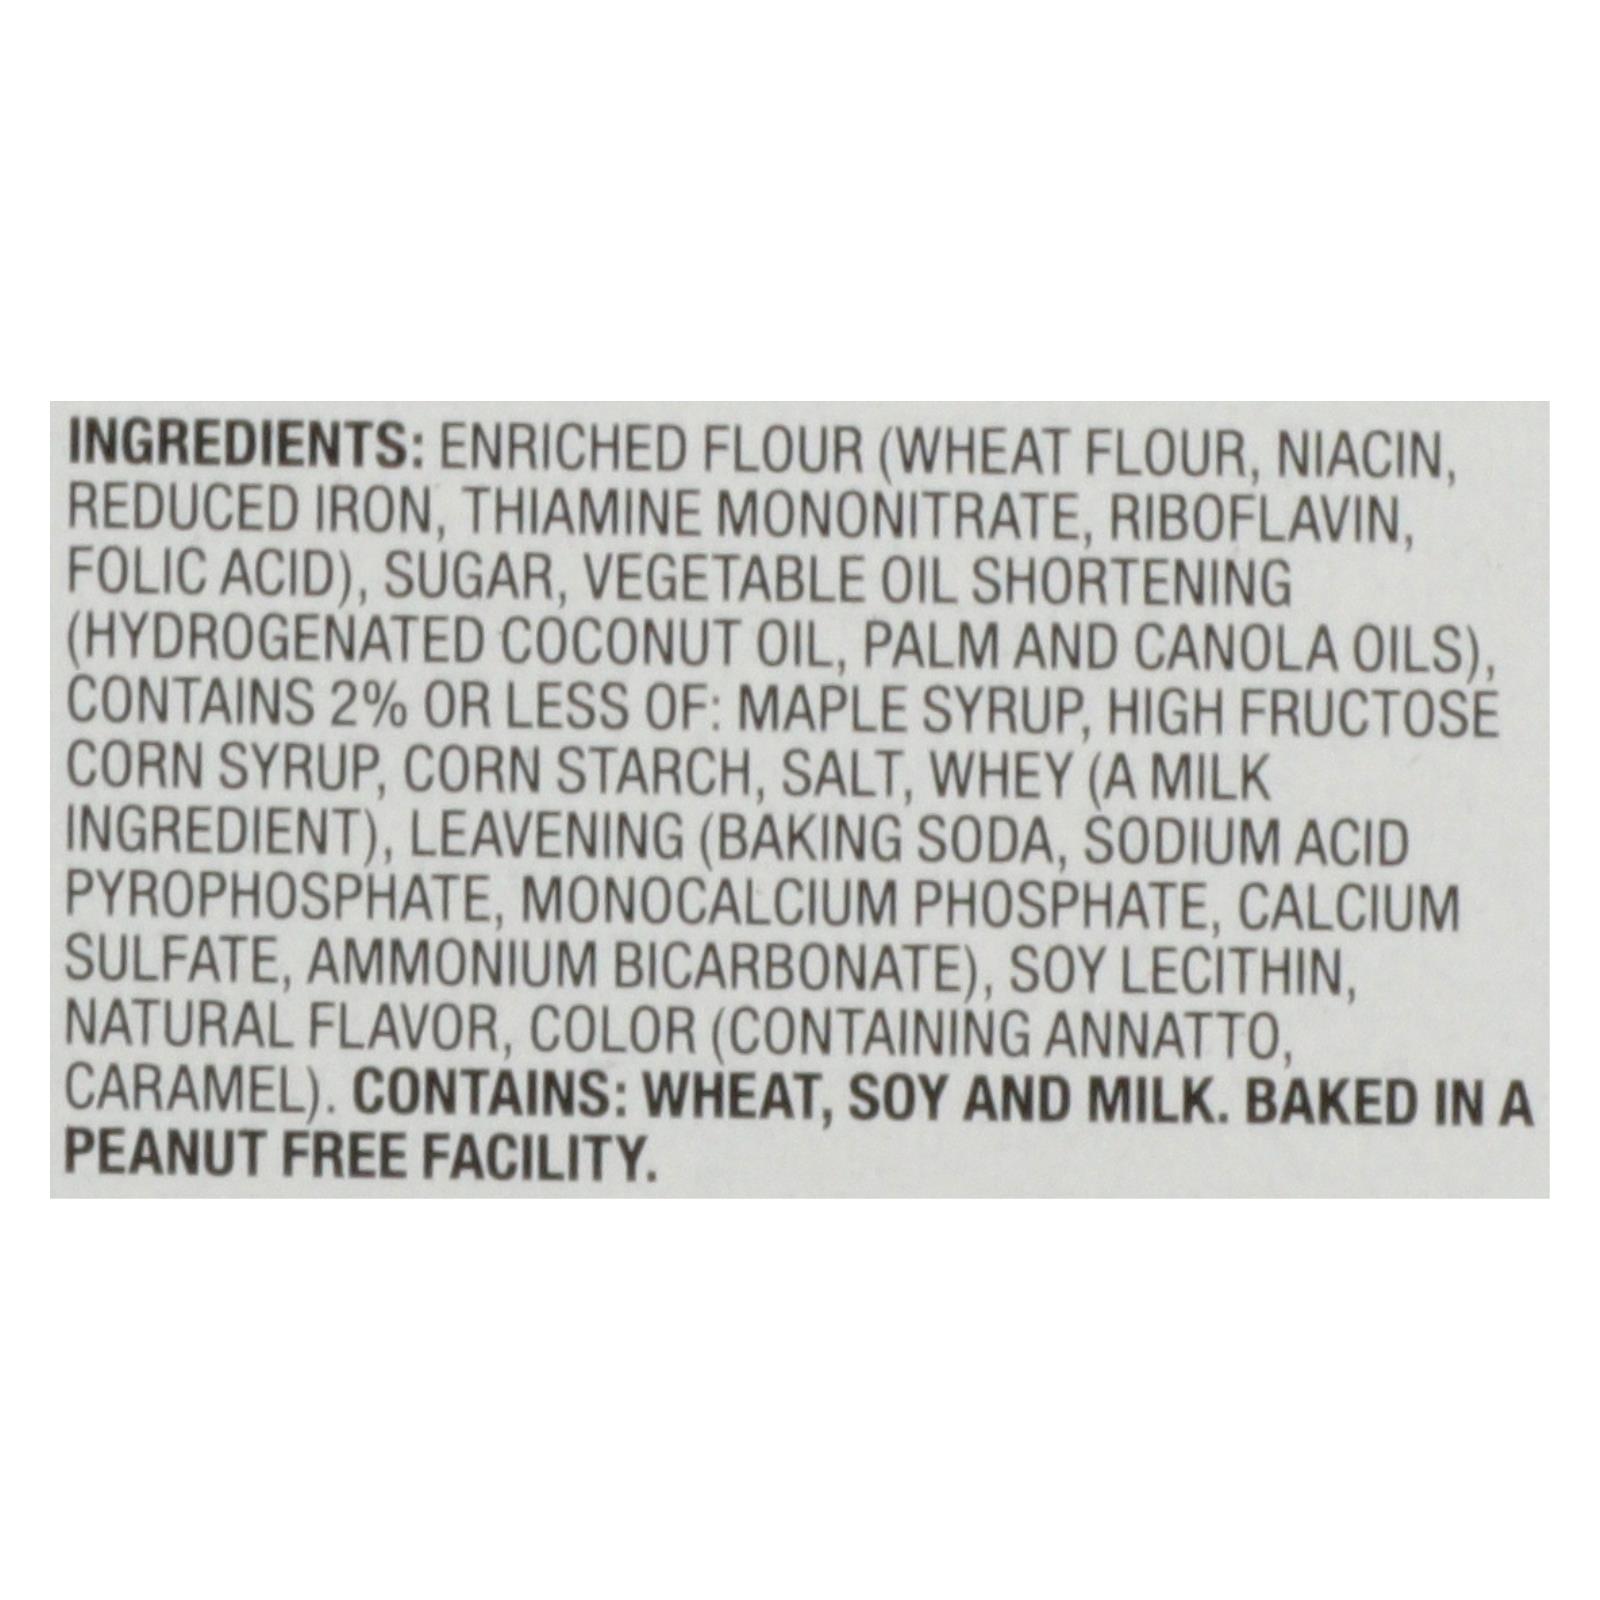 INGREDIENTS: ENRICHED FLOUR (WHEAT FLOUR, NIACIN,
REDUCED IRON, THIAMINE MONONITRATE, RIBOFLAVIN,
FOLIC ACID), SUGAR, VEGETABLE OIL SHORTENING
(HYDROGENATED COCONUT OIL, PALM AND CANOLA OILS),
CONTAINS 2% OR LESS OF: MAPLE SYRUP, HIGH FRUCTOSE
CORN SYRUP, CORN STARCH, SALT, WHEY (A MILK
INGREDIENT), LEAVENING (BAKING SODA, SODIUM ACID
PYROPHOSPHATE, MONOCALCIUM PHOSPHATE, CALCIUM
SULFATE, AMMONIUM BICARBONATE), SOY LECITHIN,
NATURAL FLAVOR, COLOR (CONTAINING ANNATTO,
CARAMEL). CONTAINS: WHEAT, SOY AND MILK. BAKED IN A
PEANUT FREE FACILITY.